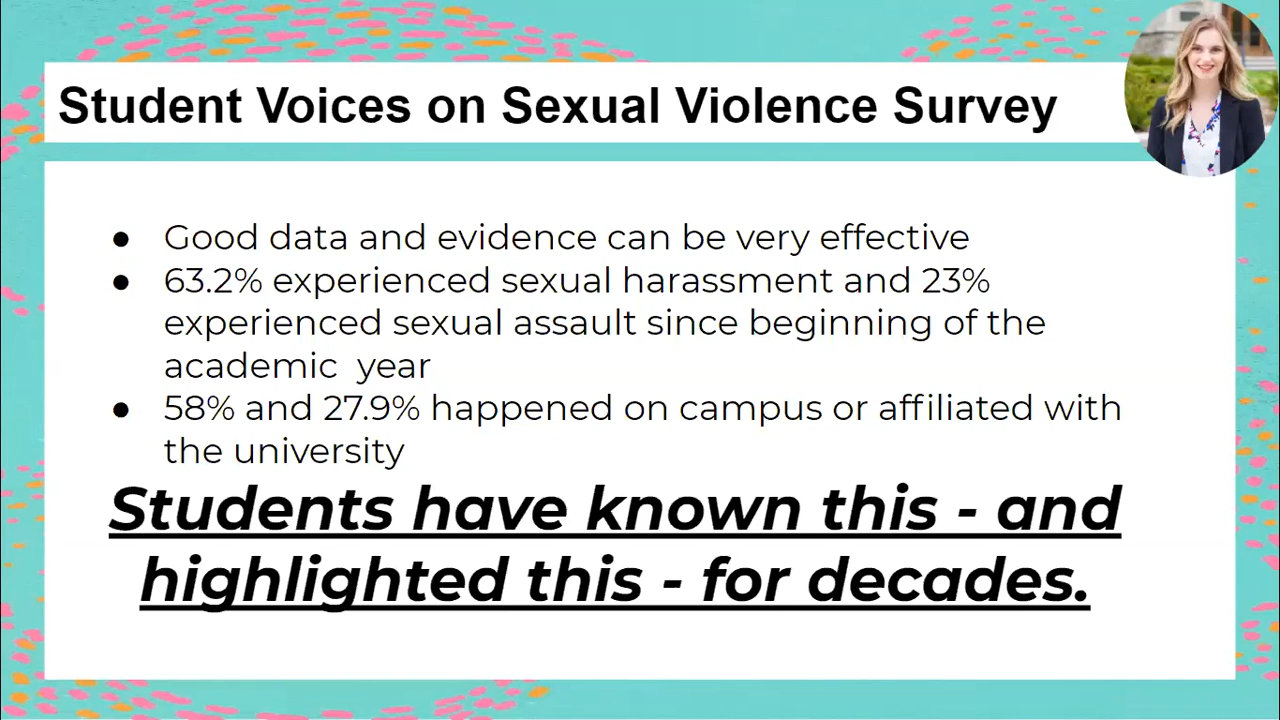 Student Voices on Sexual Violence Survey
● Good data and evidence can be very effective
● 63.2% experienced sexual harassment and 23%
experienced sexual assault since beginning of the
academic  year
● 58% and 27.9% happened on campus or affiliated with
the university
Students have known this - and
highlighted this - for decades.